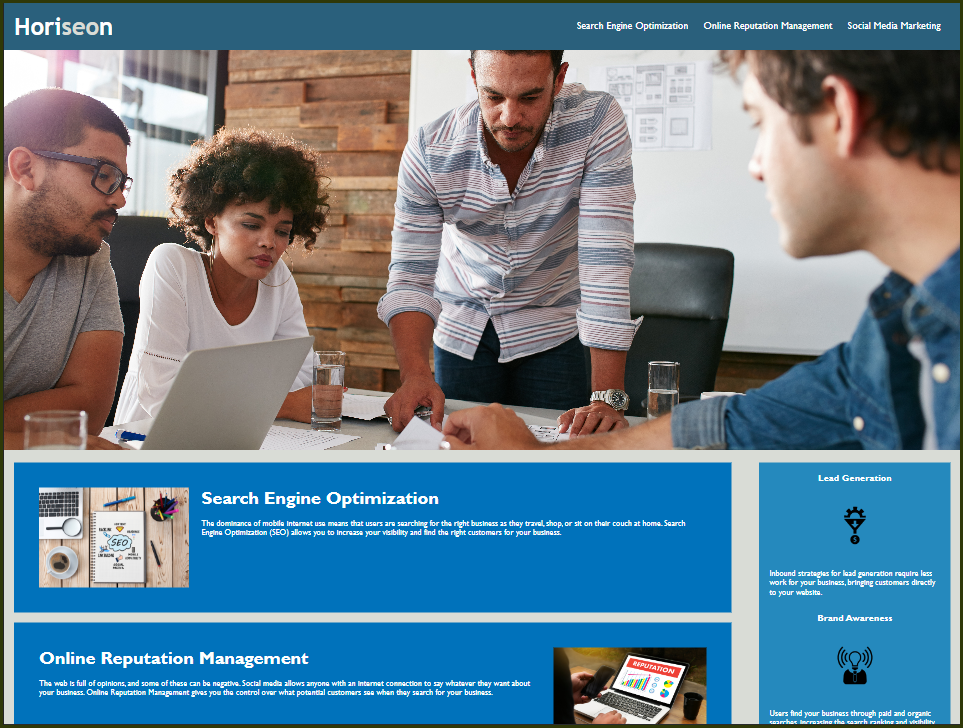 Horiseon
Search Engine Optimization
Online Reputation Management
Social Media Marketing
Search Engine Optimization
The dominance of mobile internet use means that users are searching for the right business as they travel, shop, or sit on their couch at home. Search
Engine Optimization (SEO) allows you to increase your visibility and find the right customers for your business.
SEO
Online Reputation Management
The web is full of opinions, and some of these can be negative. Social media allows anyone with an internet connection to say whatever they want about
your business. Online Reputation Management gives you the control over what potential customers see when they search for your business.
REPUTATION
Lead Generation
Inbound strategies for lead generation require less
work for your business, bringing customers directly
to your website.
Brand Awareness
Users find your business through paid and organic
searches, increasing the search ranking and visibility